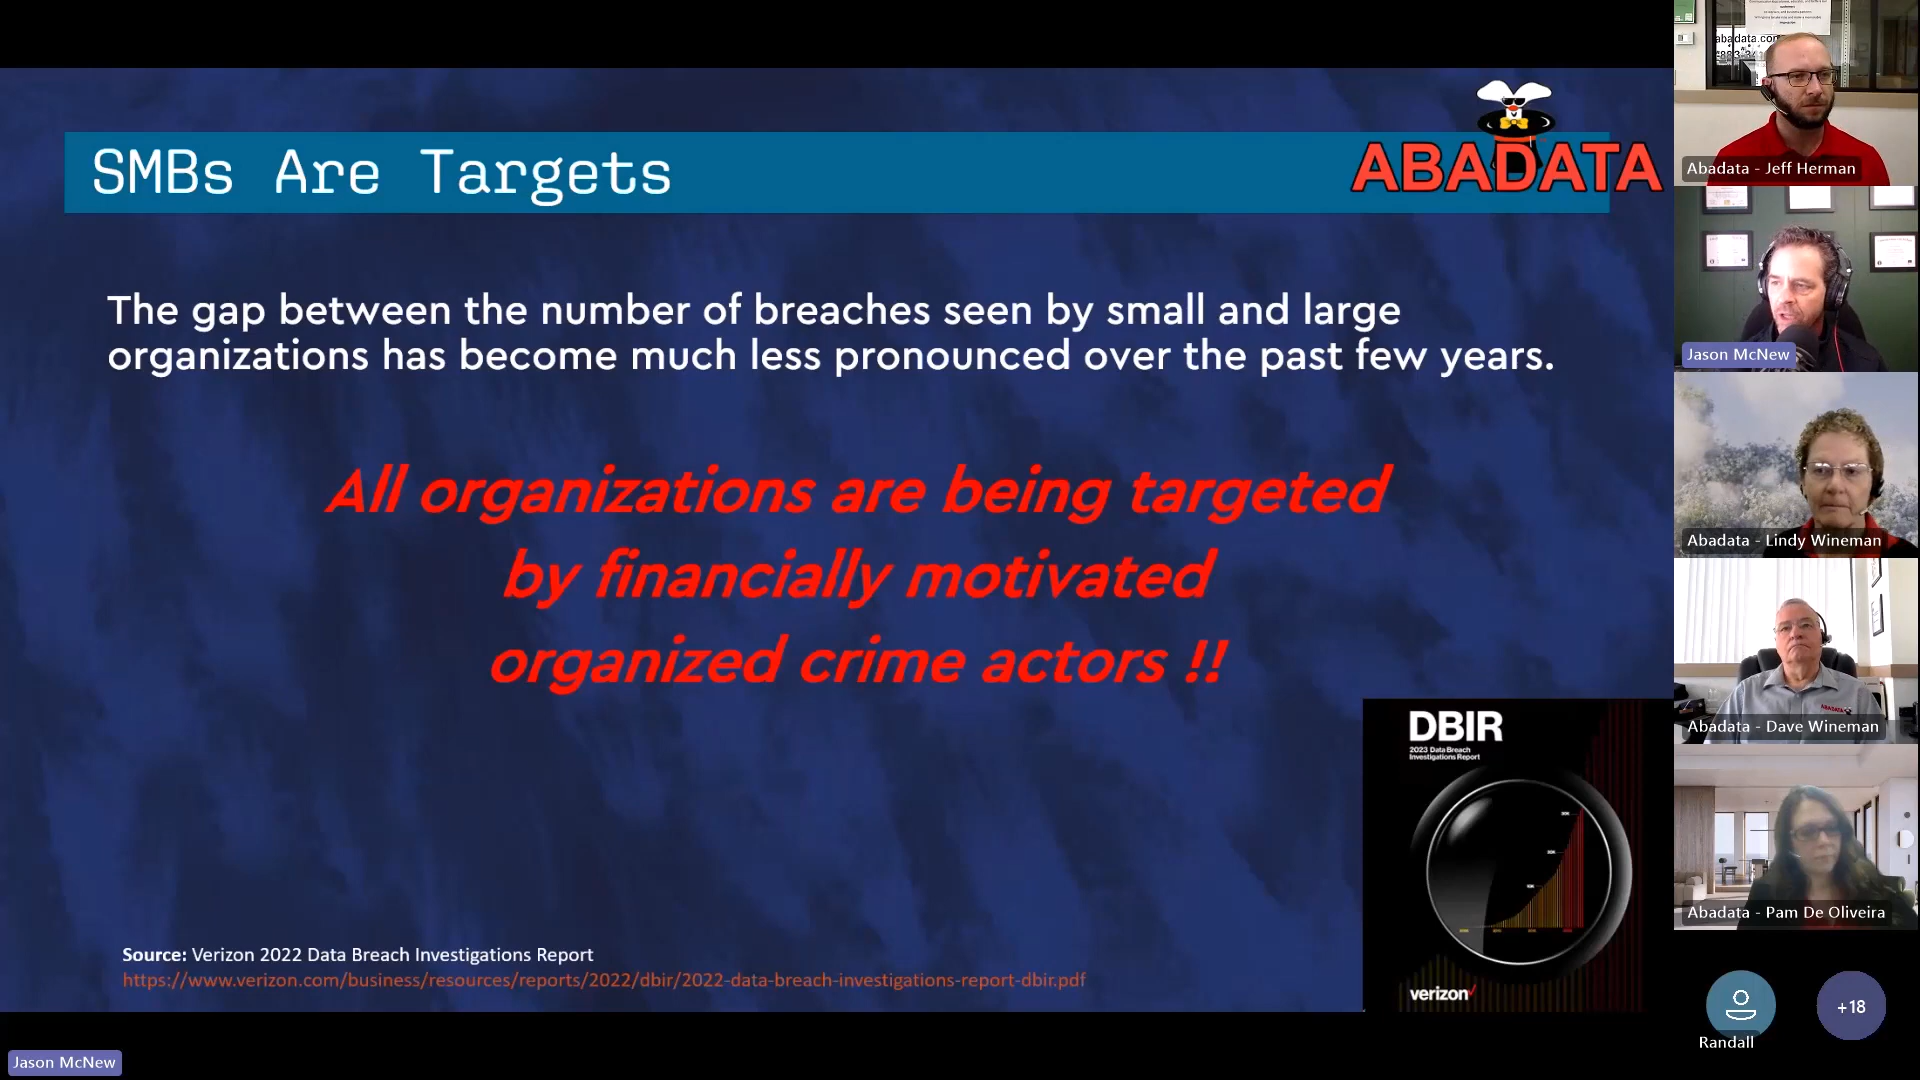 SMBs Are Targets
ABADATA
The gap between the number of breaches seen by small and large
organizations has become much less pronounced over the past few years.
All organizations are being targeted
by financially motivated
organized crime actors !!
DBIR
2023 Data Breach
Investigations Report
verizon
Source: Verizon 2022 Data Breach Investigations Report
https://www.verizon.com/business/resources/reports/2022/dbir/2022-data-breach-investigations-report-dbir.pdf
Jason McNew
abadata.com
Abadata - Jeff Herman
Jason McNew
Abadata - Lindy Wineman
ABADATA
Abadata - Dave Wineman
Abadata - Pam De Oliveira
Randall
+18